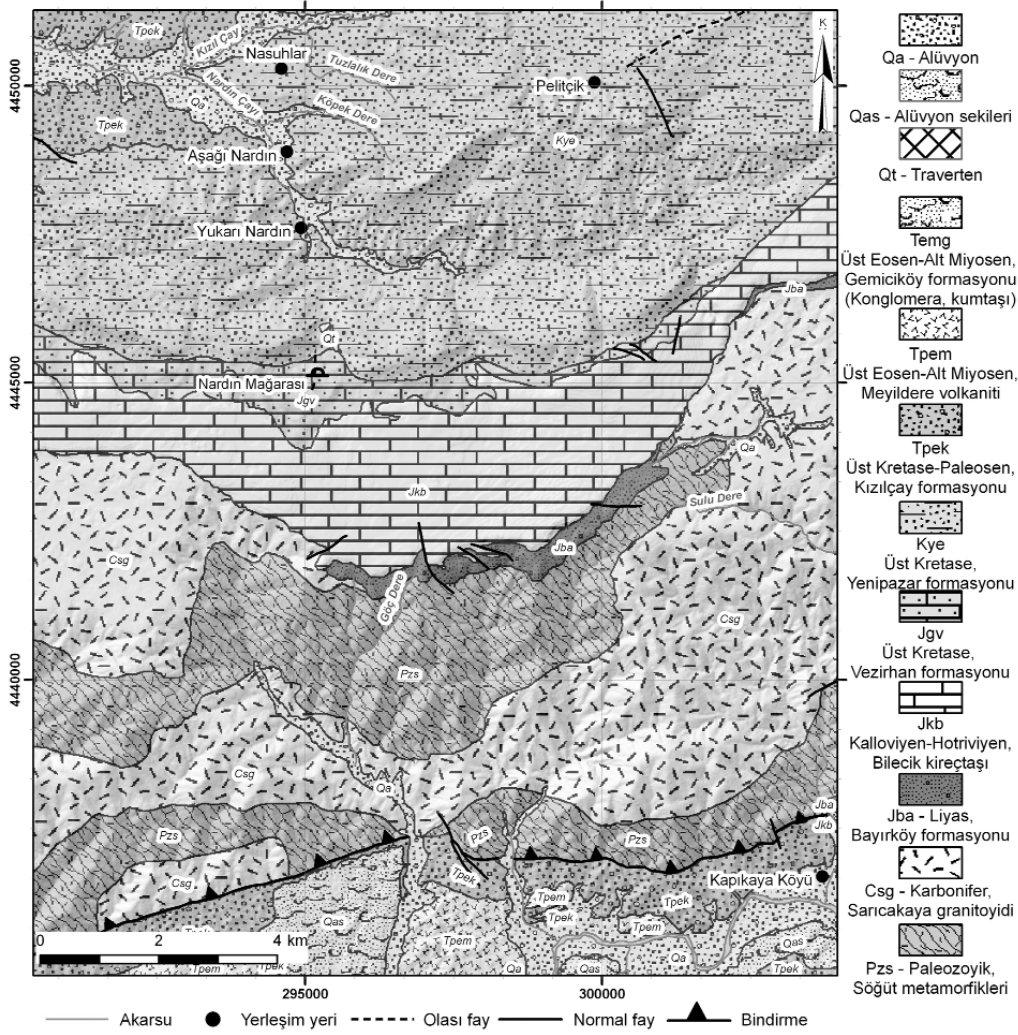 Tpek
Kızıl Çay
Nasuhlar
Tuzlalık Dere
Nardın Çayı
Qa
Köpek Dere
Tpek
Aşağı Nardın
Pelitçik
Kye
Yukarı Nardın
Jba
Qt
Nardın Mağarası
Jgv
Qa
Sulu Dere
Jkb
Jba
Csg
Göç Dere
Csg
Pzs
Csg
Qa
Pzs
Pzs
Pzs
Jba
Jkb
Csg
Tpek
Kapıkaya Köyü
Tpem
Tpek
Tpek
Qas
Tpem
Qas
Qa
Tpem
Tpek
Qa
Qas
Tpek
K
4450000
4445000
4440000
295000
300000
0 2 4 km
Qa - Alüvyon
Qas - Alüvyon sekileri
Qt - Traverten
Temg
Üst Eosen-Alt Miyosen,
Gemiciköy formasyonu
(Konglomera, kumtaşı)
Tpem
Üst Eosen-Alt Miyosen,
Meyildere volkaniti
Tpek
Üst Kretase-Paleosen,
Kızılçay formasyonu
Kye
Üst Kretase,
Yenipazar formasyonu
Jgv
Üst Kretase,
Vezirhan formasyonu
Jkb
Kalloviyen-Hotriviyen,
Bilecik kireçtaşı
Jba - Liyas,
Bayırköy formasyonu
Csg - Karbonifer,
Sarıcakaya granitoyidi
Pzs - Paleozoyik,
Söğüt metamorfikleri
Akarsu
Yerleşim yeri
Olası fay
Normal fay
Bindirme